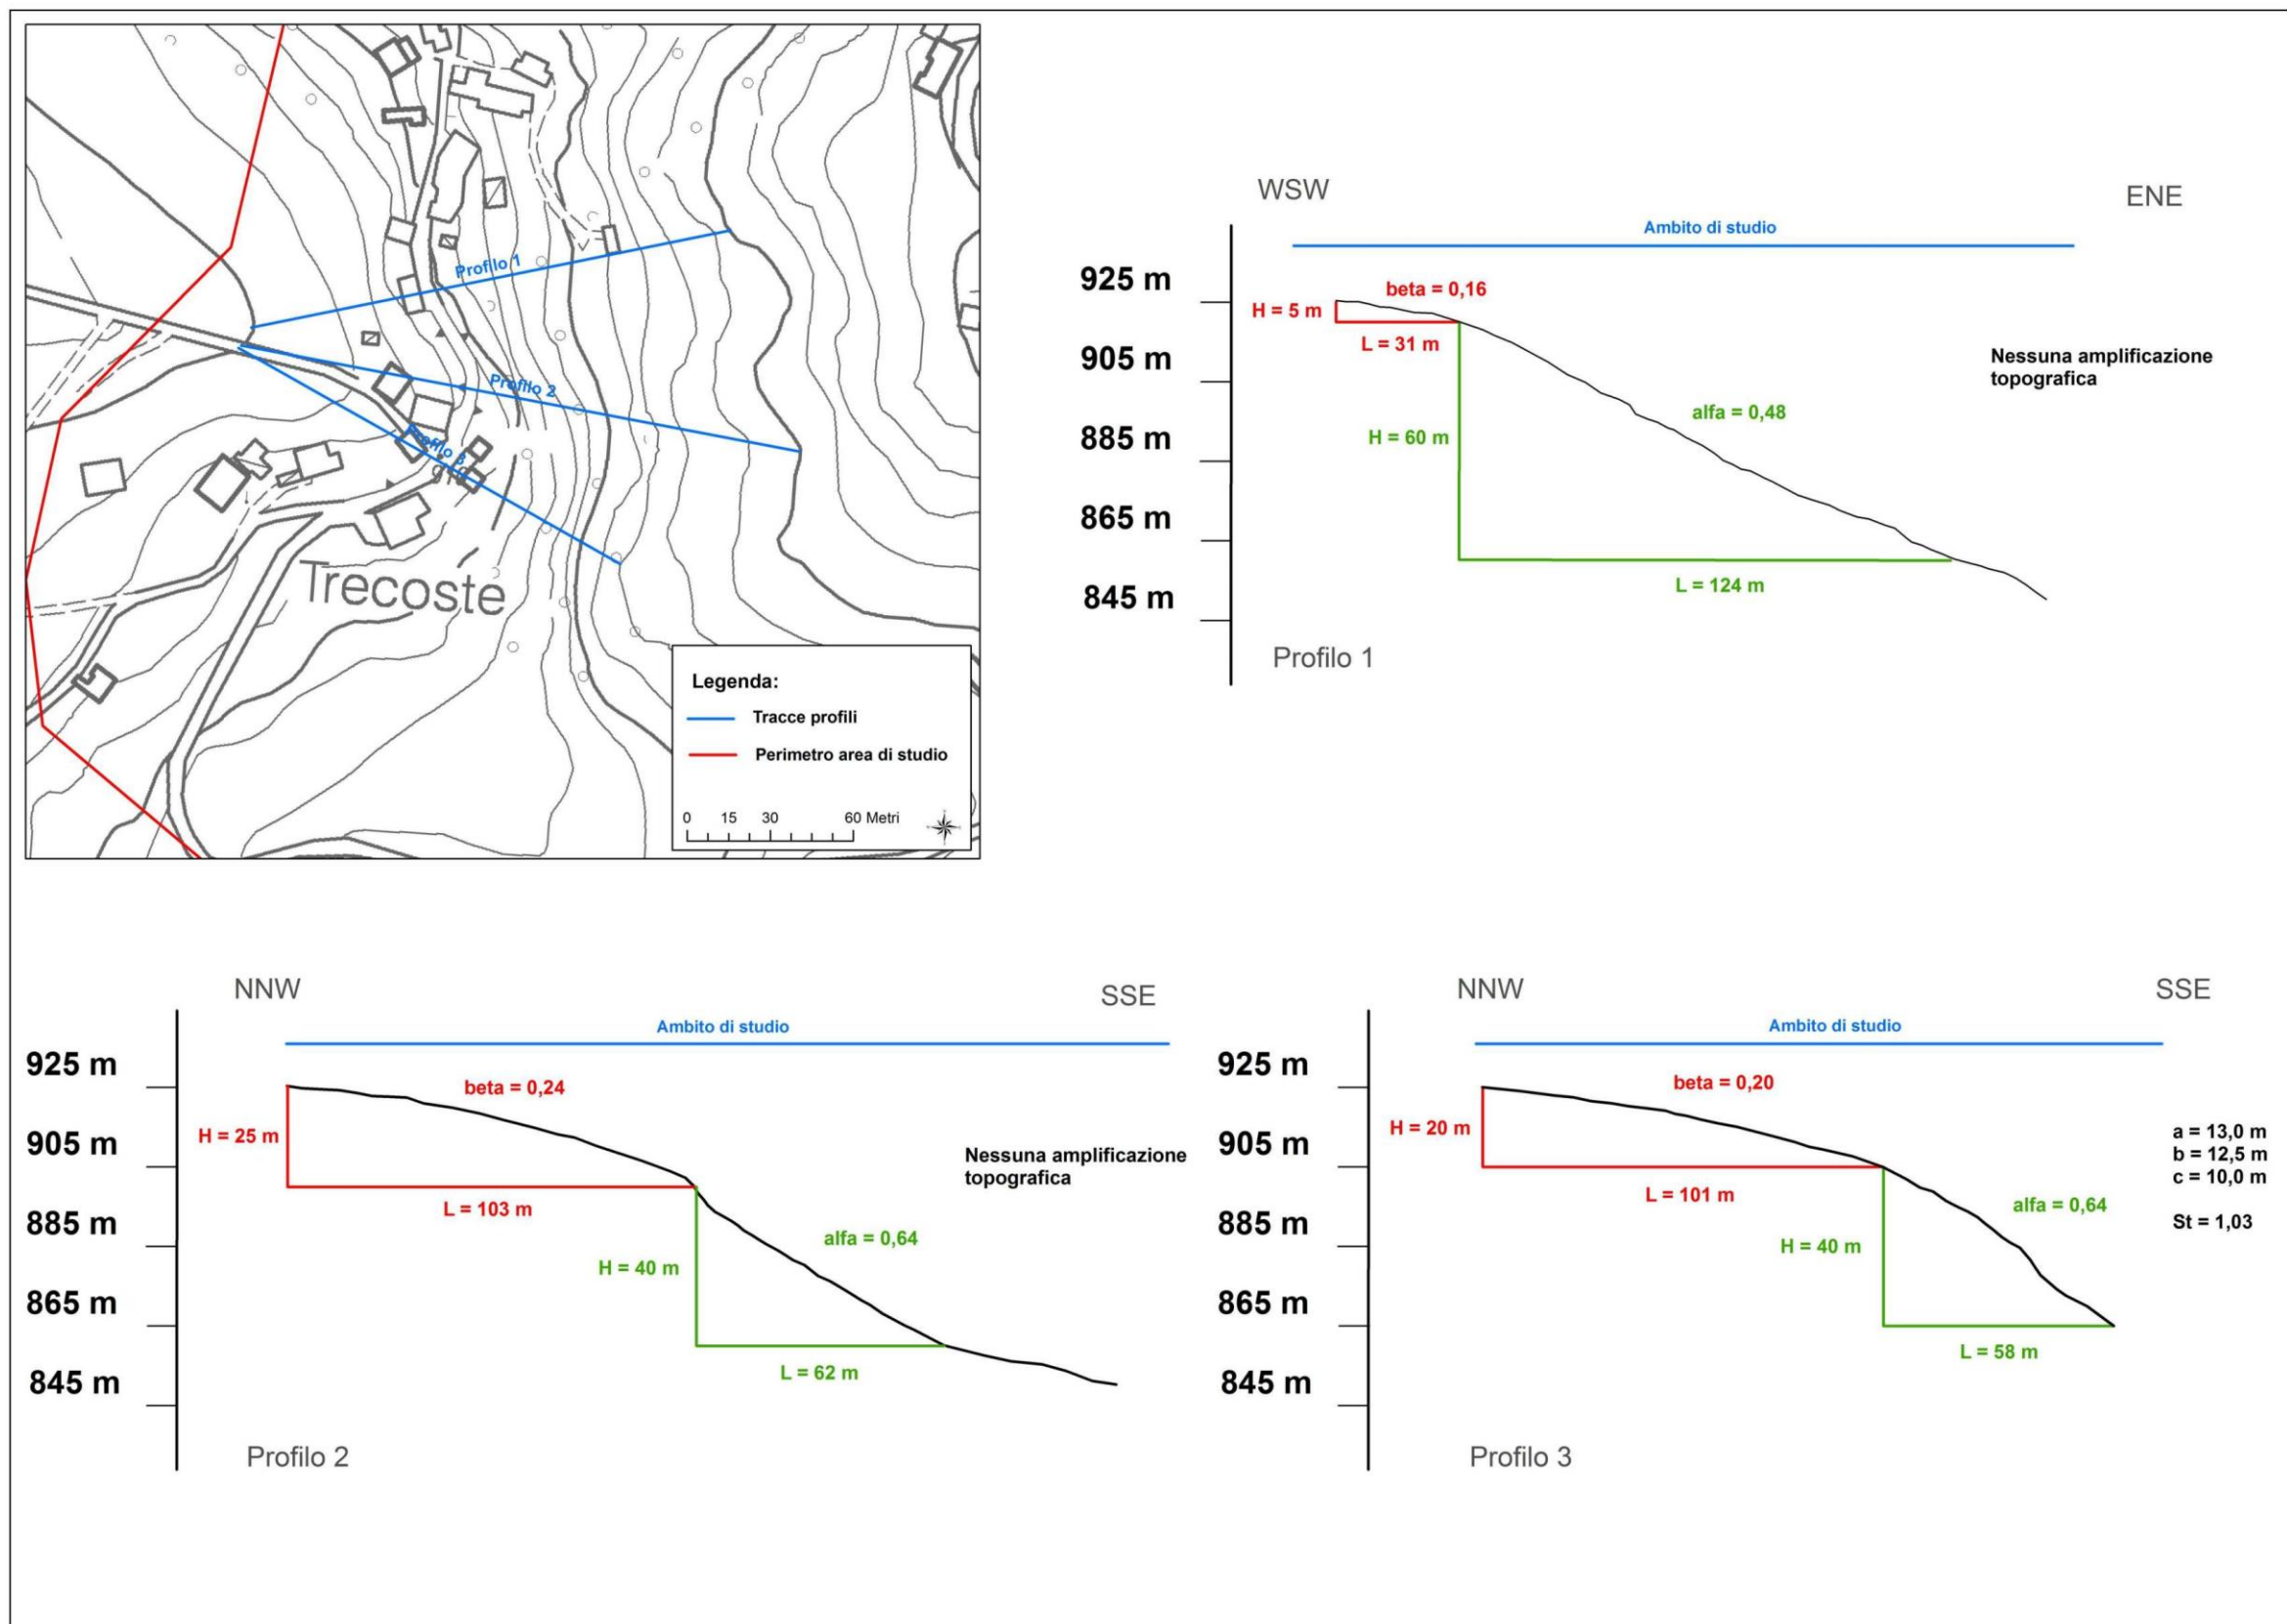 Profilo 1
Profilo 2
Profilo 3
Trecoste
Legenda:
Tracce profili
Perimetro area di studio
0 15 30 60 Metri
WSW
ENE
Ambito di studio
925 m
905 m
885 m
865 m
845 m
beta = 0,16
H = 5 m
L = 31 m
Nessuna amplificazione
topografica
alfa = 0,48
H = 60 m
L = 124 m
Profilo 1
NNW
SSE
Ambito di studio
925 m
905 m
885 m
865 m
845 m
beta = 0,24
H = 25 m
L = 103 m
Nessuna amplificazione
topografica
alfa = 0,64
H = 40 m
L = 62 m
Profilo 2
NNW
SSE
Ambito di studio
925 m
905 m
885 m
865 m
845 m
beta = 0,20
H = 20 m
L = 101 m
a = 13,0 m
b = 12,5 m
c = 10,0 m
St = 1,03
alfa = 0,64
H = 40 m
L = 58 m
Profilo 3